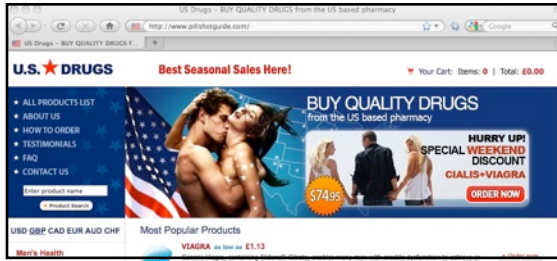 US Drugs – BUY QUALITY DRUGS from the US based pharmacy
http://www.pillshotguide.com/
Google
US Drugs – BUY QUALITY DRUGS f...
U.S. DRUGS
Best Seasonal Sales Here!
Your Cart: Items: 0 | Total: £0.00
ALL PRODUCTS LIST
ABOUT US
HOW TO ORDER
TESTIMONIALS
FAQ
CONTACT US
Enter product name
Product Search
BUY QUALITY DRUGS
from the US based pharmacy
HURRY UP!
SPECIAL WEEKEND
DISCOUNT
CIALIS+VIAGRA
$74.95
ORDER NOW
USD GBP CAD EUR AUD CHF
Most Popular Products
Men's Health
VIAGRA as low as £1.13
Order now